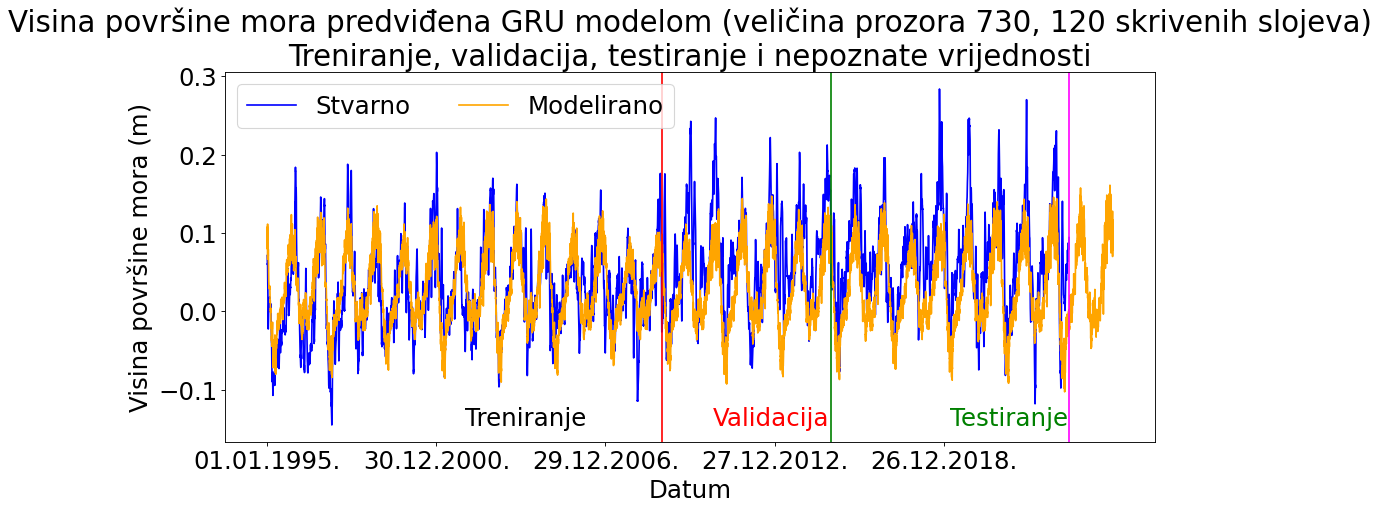 Visina površine mora predviđena GRU modelom (veličina prozora 730, 120 skrivenih slojeva)
Treniranje, validacija, testiranje i nepoznate vrijednosti
Stvarno
Modelirano
Visina površine mora (m)
0.3
0.2
0.1
0.0
−0.1
Treniranje
Validacija
Testiranje
01.01.1995.
30.12.2000.
29.12.2006.
27.12.2012.
26.12.2018.
Datum